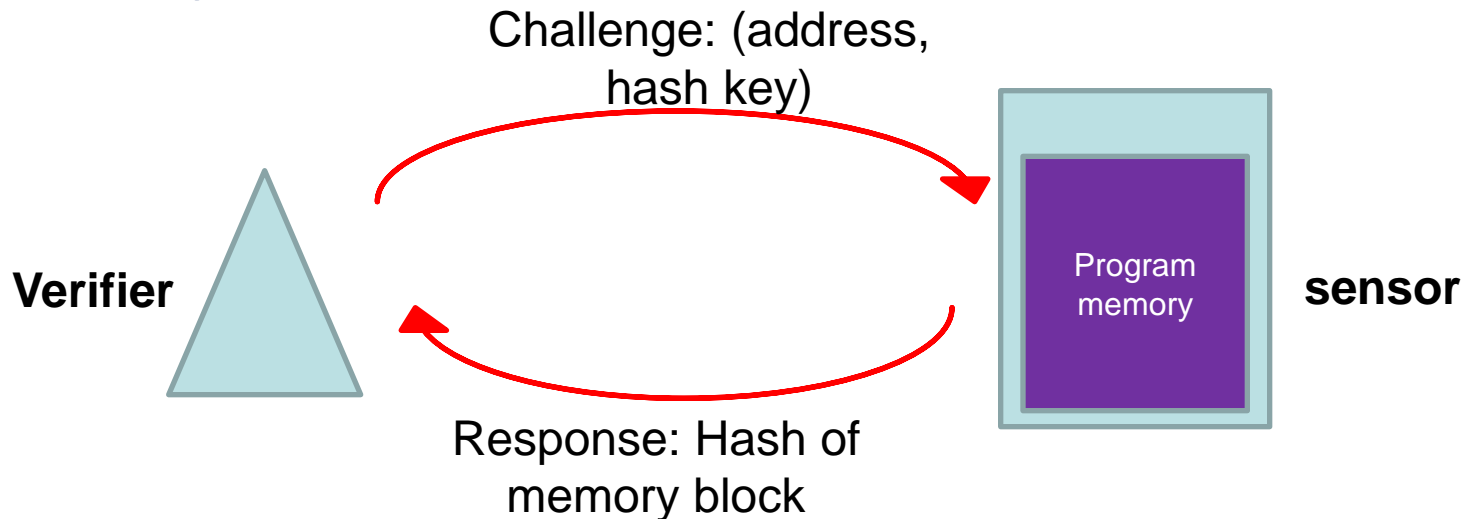 Challenge: (address,
hash key)
Verifier
Program
memory
sensor
Response: Hash of
memory block